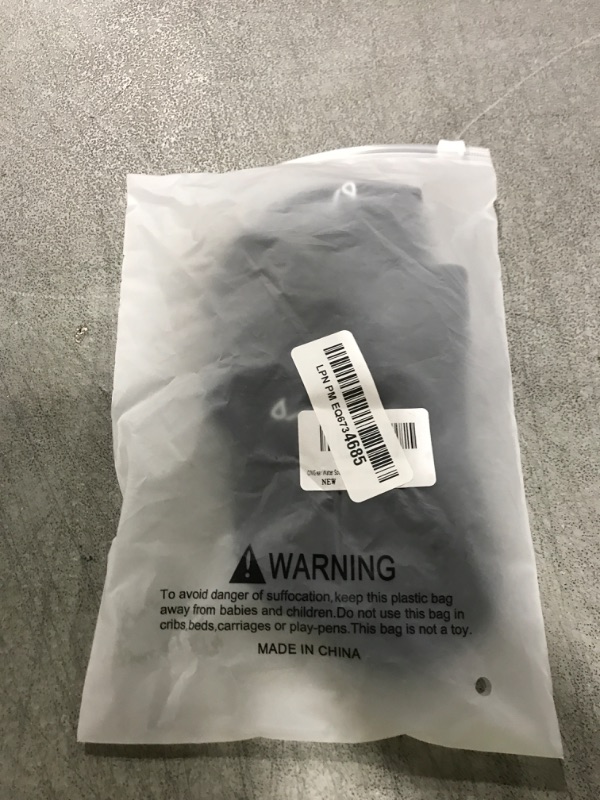 LPN PM EQ6734685
NEW
WARNING
To avoid danger of suffocation,keep this plastic bag
away from babies and children.Do not use this bag in
cribs,beds,carriages or play-pens.This bag is not a toy.
MADE IN CHINA